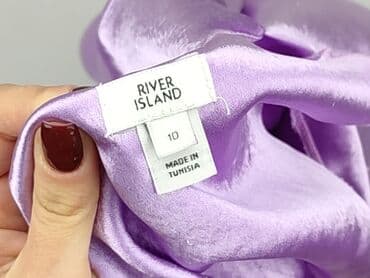 RIVER
ISLAND
10
MADE IN
TUNISIA